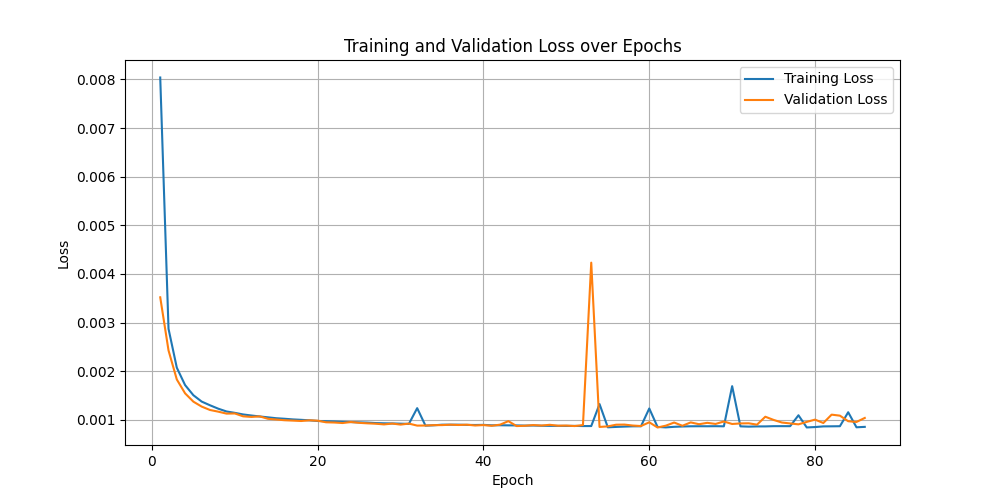 Training and Validation Loss over Epochs
Training Loss
Validation Loss
0.008
0.007
0.006
0.005
0.004
0.003
0.002
0.001
Loss
0
20
40
60
80
Epoch